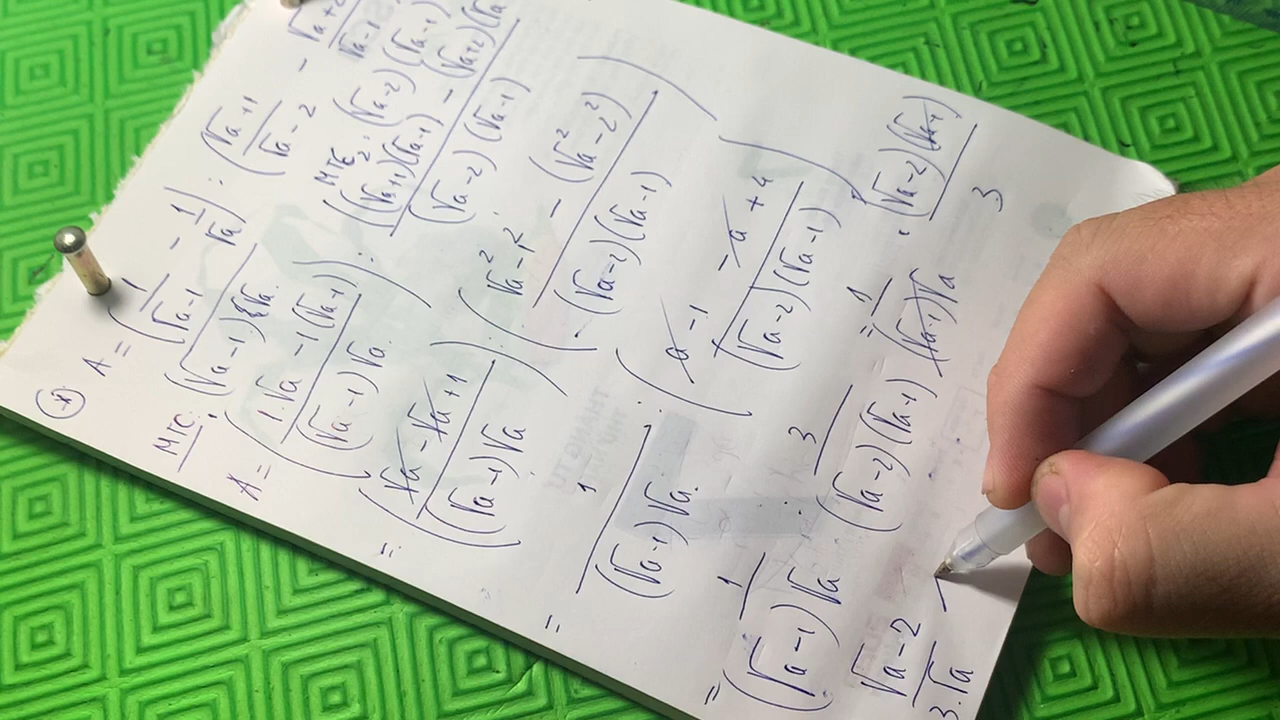 (*)
A = (1/(√a-1) - 1/√a) : ((√a+1)/(√a-2) - (√a+2)/(√a-1)
MTC: (√a-1)√a. MTC2: (√a-2)(√a-1)
A = (1.√a - 1(√a-1)/(√a-1)√a) : ((√a+1)(√a-1) - (√a+2)(√a/(√a-2)(√a-1)
= (√a-√a+1/(√a-1)√a) : (√a²-1² - (√a²-2²)/(√a-2)(√a-1))
= 1/(√a-1)√a : (a-1 -a+4/(√a-2)(√a-1))
= 1/(√a-1)√a : 3/(√a-2)(√a-1) = 1/(√a-1)√a . (√a-2)(√a-1)/3
√a-2/3.√a